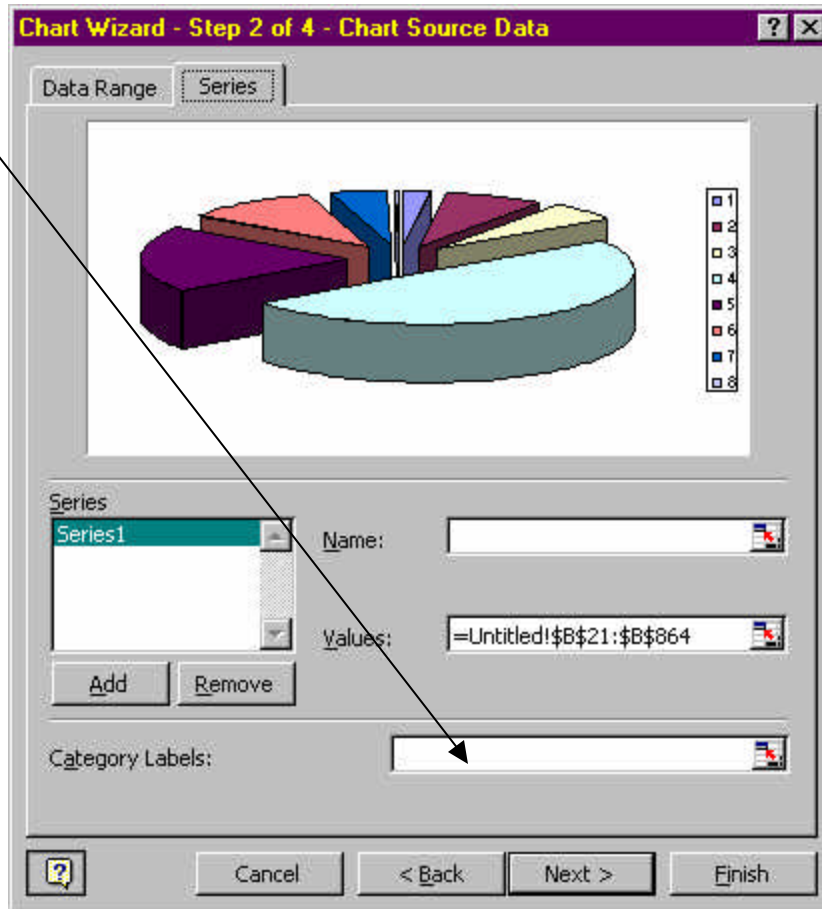 Chart Wizard - Step 2 of 4 - Chart Source Data
Data Range Series
1
2
3
4
5
6
7
8
Series
Series1
Name:
Values: =Untitled!$B$21:$B$864
Add Remove
Category Labels:
Cancel < Back Next > Finish